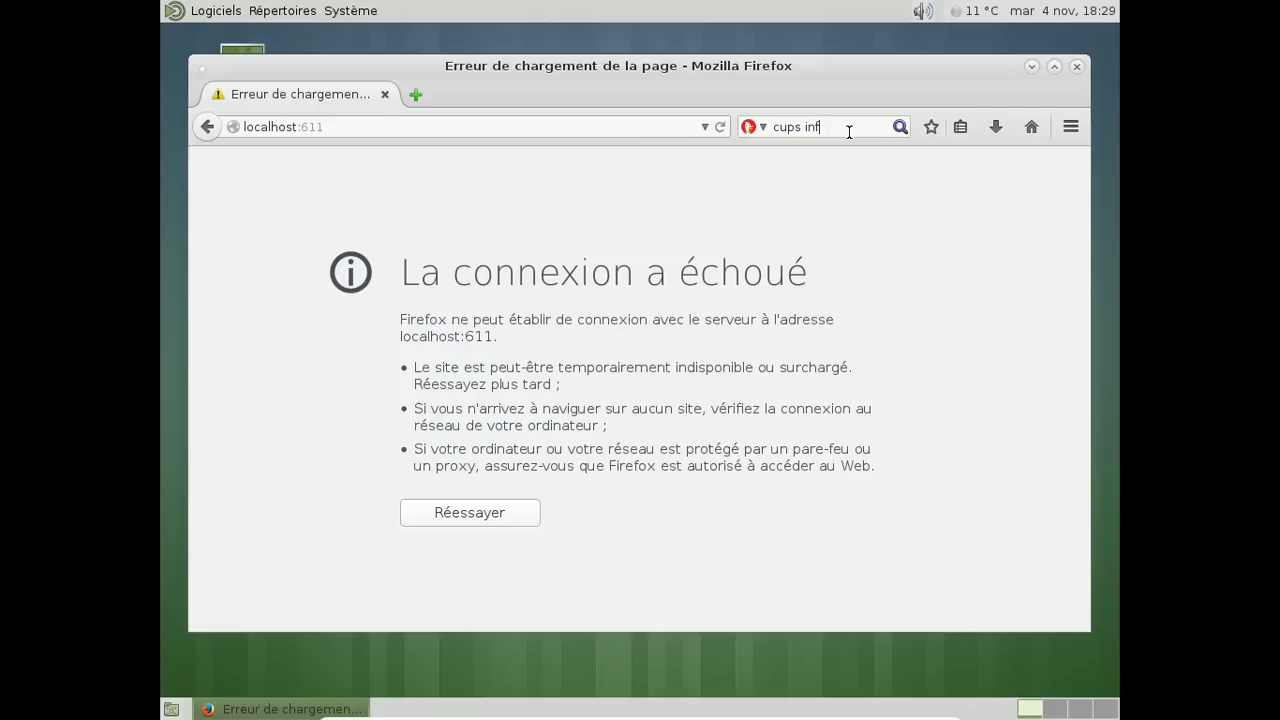 Logiciels Répertoires Système
11 °C mar 4 nov, 18:29
Erreur de chargement de la page - Mozilla Firefox
Erreur de chargemen...
localhost:611
cups inf
La connexion a échoué
Firefox ne peut établir de connexion avec le serveur à l'adresse
localhost:611.
• Le site est peut-être temporairement indisponible ou surchargé.
Réessayez plus tard ;
• Si vous n'arrivez à naviguer sur aucun site, vérifiez la connexion au
réseau de votre ordinateur ;
• Si votre ordinateur ou votre réseau est protégé par un pare-feu ou
un proxy, assurez-vous que Firefox est autorisé à accéder au Web.
Réessayer
Erreur de chargemen...